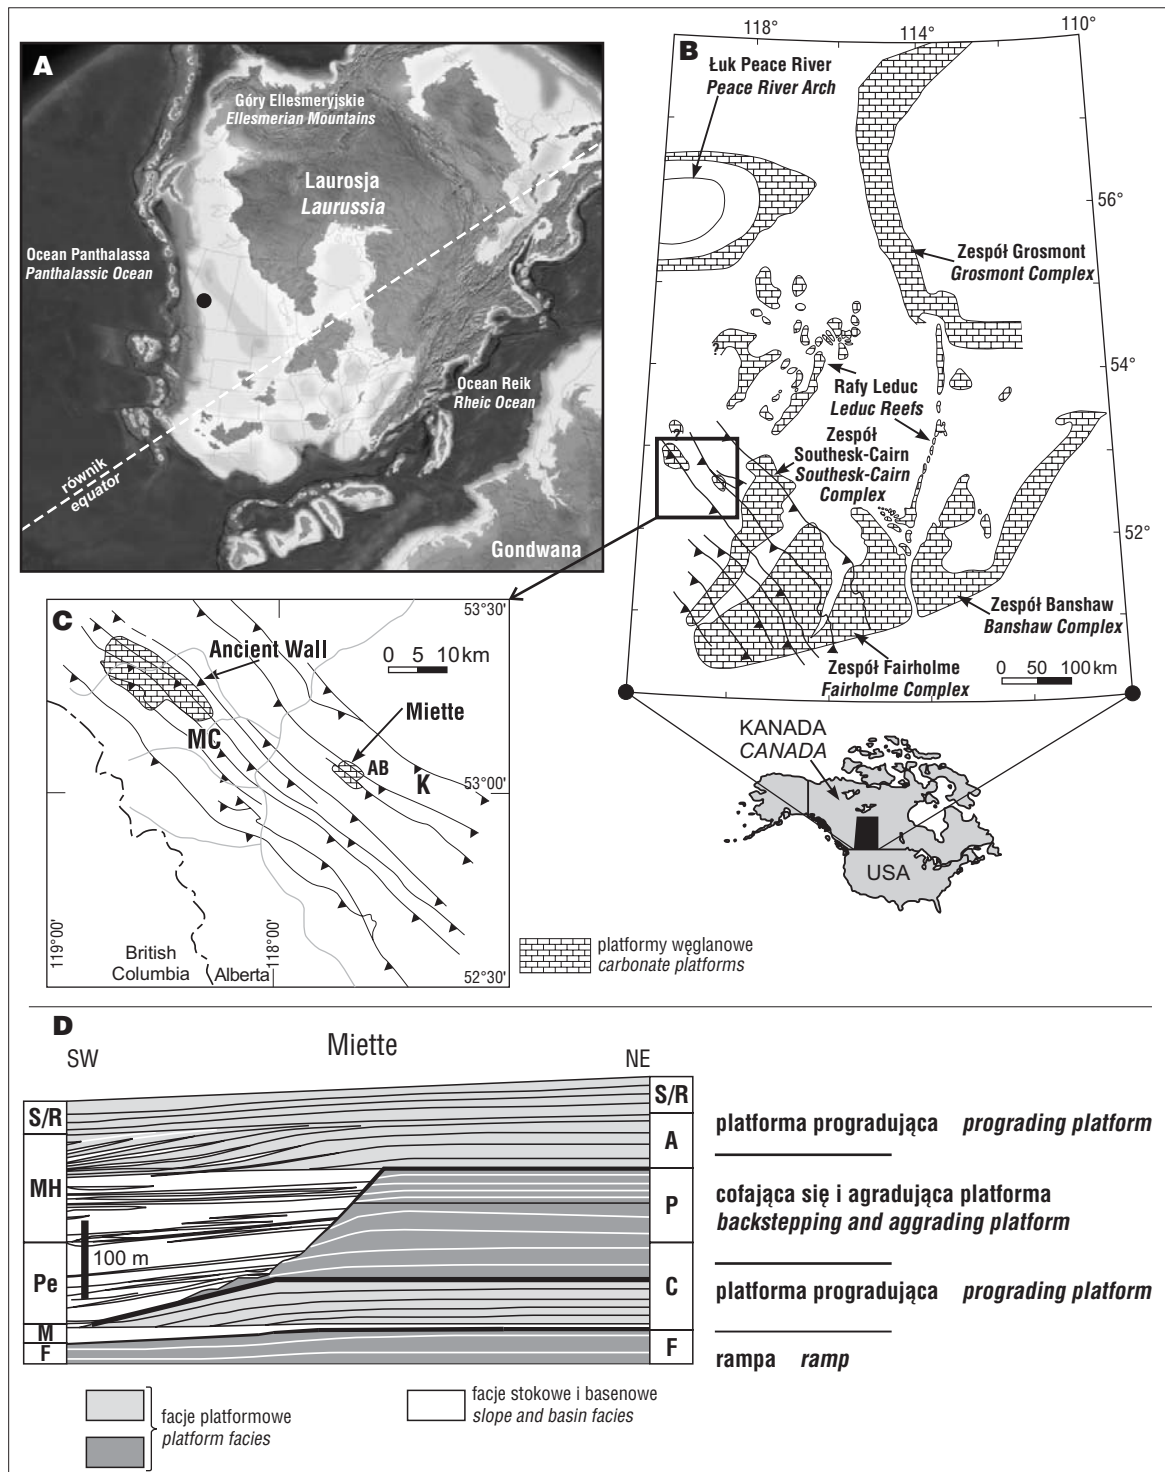 A
Góry Ellesmeryjskie
Ellesmerian Mountains
Laurosja
Laurussia
Ocean Panthalassa
Panthalassic Ocean
Ocean Reik
Rheic Ocean
równik
equator
Gondwana
B
118°
114°
110°
Łuk Peace River
Peace River Arch
56°
Zespół Grosmont
Grosmont Complex
?
54°
Rafy Leduc
Leduc Reefs
?
Zespół
Southesk-Cairn
Southesk-Cairn
Complex
52°
Zespół Banshaw
Banshaw Complex
Zespół Fairholme
Fairholme Complex
0 50 100 km
KANADA
CANADA
USA
C
53°30'
Ancient Wall
0 5 10 km
Miette
MC
AB
K
53°00'
119°00'
118°00'
British
Columbia
Alberta
52°30'
platformy węglanowe
carbonate platforms
D
SW
Miette
NE
S/R
MH
Pe
M
F
100 m
S/R
A
P
C
F
platforma progradująca prograding platform
cofająca się i agradująca platforma
backstepping and aggrading platform
platforma progradująca prograding platform
rampa ramp
facje platformowe
platform facies
facje stokowe i basenowe
slope and basin facies